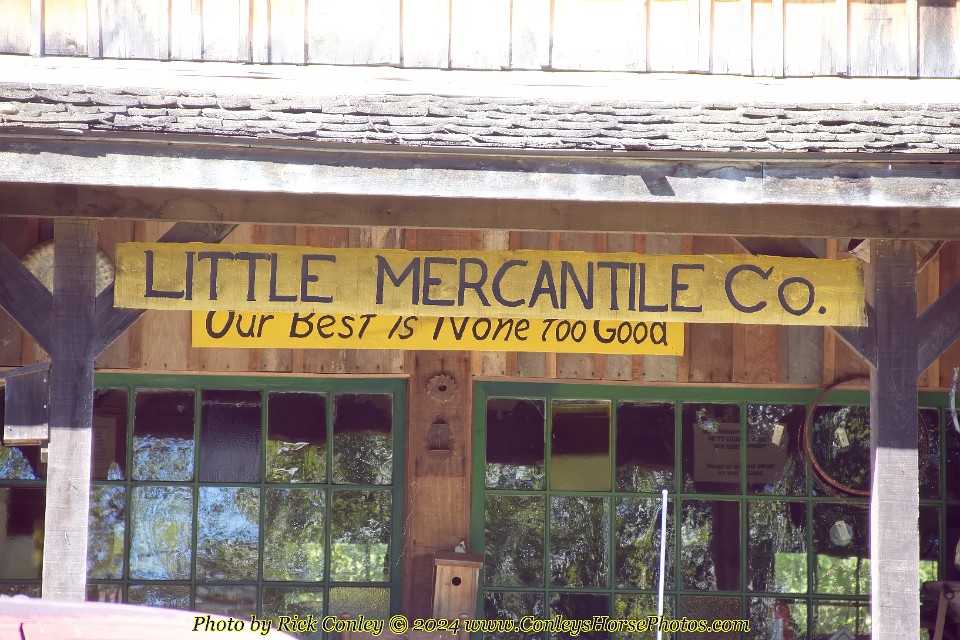 LITTLE MERCANTILE CO.
Our Best is None too Good
Photo by Rick Conley © 2024 www.ConleysHorsePhotos.com